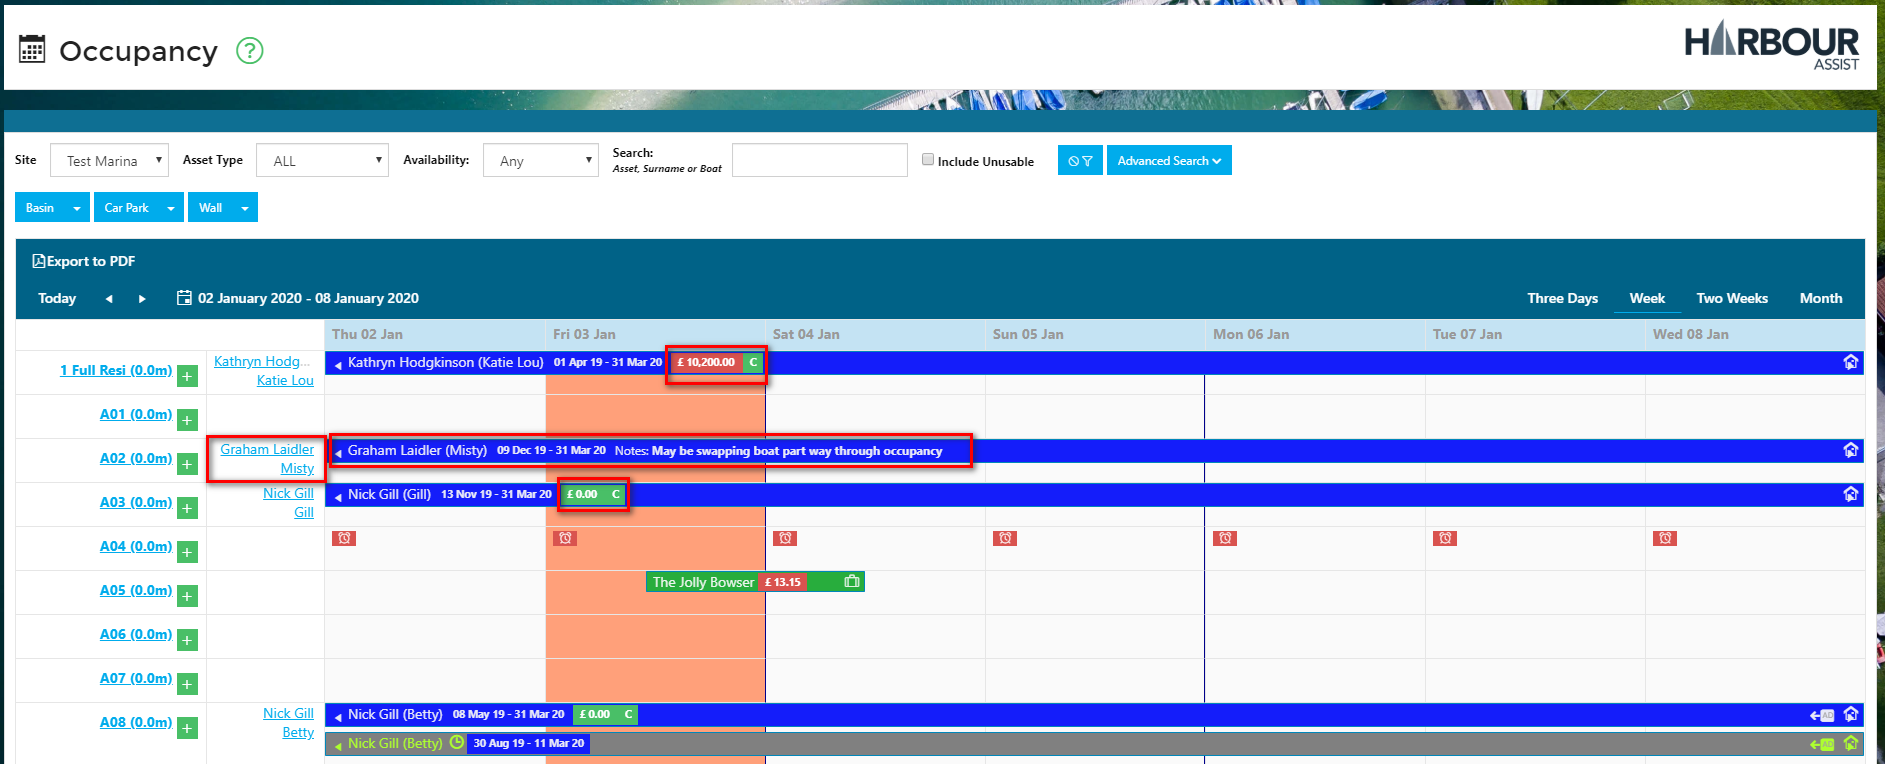 Occupancy ?
HARBOUR
ASSIST
Site Test Marina Asset Type ALL Availability: Any Search: Asset, Surname or Boat Include Unusable Advanced Search
Basin Car Park Wall
Export to PDF
Today 02 January 2020 - 08 January 2020 Three Days Week Two Weeks Month
Thu 02 Jan Fri 03 Jan Sat 04 Jan Sun 05 Jan Mon 06 Jan Tue 07 Jan Wed 08 Jan
1 Full Resi (0.0m) + Kathryn Hodg... Katie Lou Kathryn Hodgkinson (Katie Lou) 01 Apr 19 - 31 Mar 20 £ 10,200.00 C
A01 (0.0m) +
A02 (0.0m) + Graham Laidler Misty Graham Laidler (Misty) 09 Dec 19 - 31 Mar 20 Notes: May be swapping boat part way through occupancy
A03 (0.0m) + Nick Gill Gill Nick Gill (Gill) 13 Nov 19 - 31 Mar 20 £ 0.00 C
A04 (0.0m) +
A05 (0.0m) + The Jolly Bowser £ 13.15
A06 (0.0m) +
A07 (0.0m) +
A08 (0.0m) + Nick Gill Betty Nick Gill (Betty) 08 May 19 - 31 Mar 20 £ 0.00 C AD
Nick Gill (Betty) 30 Aug 19 - 11 Mar 20 AD